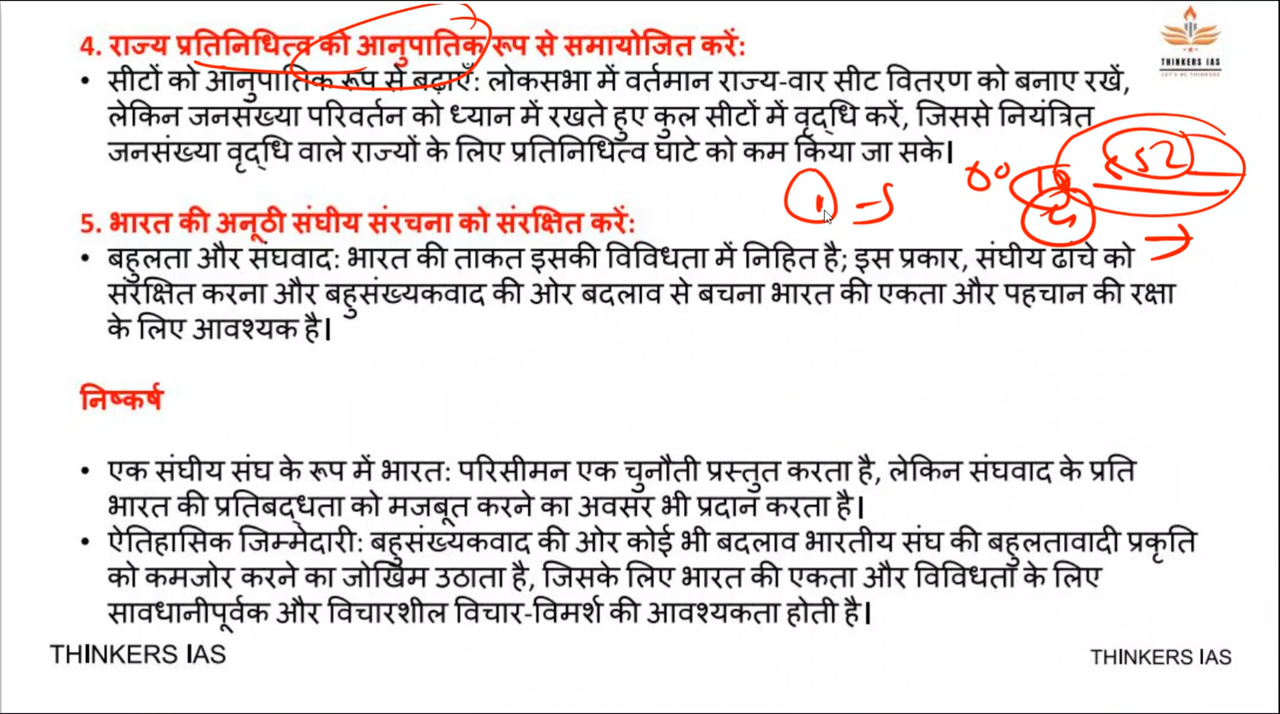 4. राज्य प्रतिनिधित्व को आनुपातिक रूप से समायोजित करें:
THINKERS IAS
LET'S BE THINKERS
• सीटों को आनुपातिक रूप से बढ़ाएँ: लोकसभा में वर्तमान राज्य-वार सीट वितरण को बनाए रखें,
लेकिन जनसंख्या परिवर्तन को ध्यान में रखते हुए कुल सीटों में वृद्धि करें, जिससे नियंत्रित
जनसंख्या वृद्धि वाले राज्यों के लिए प्रतिनिधित्व घाटे को कम किया जा सके।
5. भारत की अनूठी संघीय संरचना को संरक्षित करें:
• बहुलता और संघवाद: भारत की ताकत इसकी विविधता में निहित है; इस प्रकार, संघीय ढांचे को
संरक्षित करना और बहुसंख्यकवाद की ओर बदलाव से बचना भारत की एकता और पहचान की रक्षा
के लिए आवश्यक है।
निष्कर्ष
• एक संघीय संघ के रूप में भारत: परिसीमन एक चुनौती प्रस्तुत करता है, लेकिन संघवाद के प्रति
भारत की प्रतिबद्धता को मजबूत करने का अवसर भी प्रदान करता है।
• ऐतिहासिक जिम्मेदारी: बहुसंख्यकवाद की ओर कोई भी बदलाव भारतीय संघ की बहुलतावादी प्रकृति
को कमजोर करने का जोखिम उठाता है, जिसके लिए भारत की एकता और विविधता के लिए
सावधानीपूर्वक और विचारशील विचार-विमर्श की आवश्यकता होती है।
THINKERS IAS
THINKERS IAS